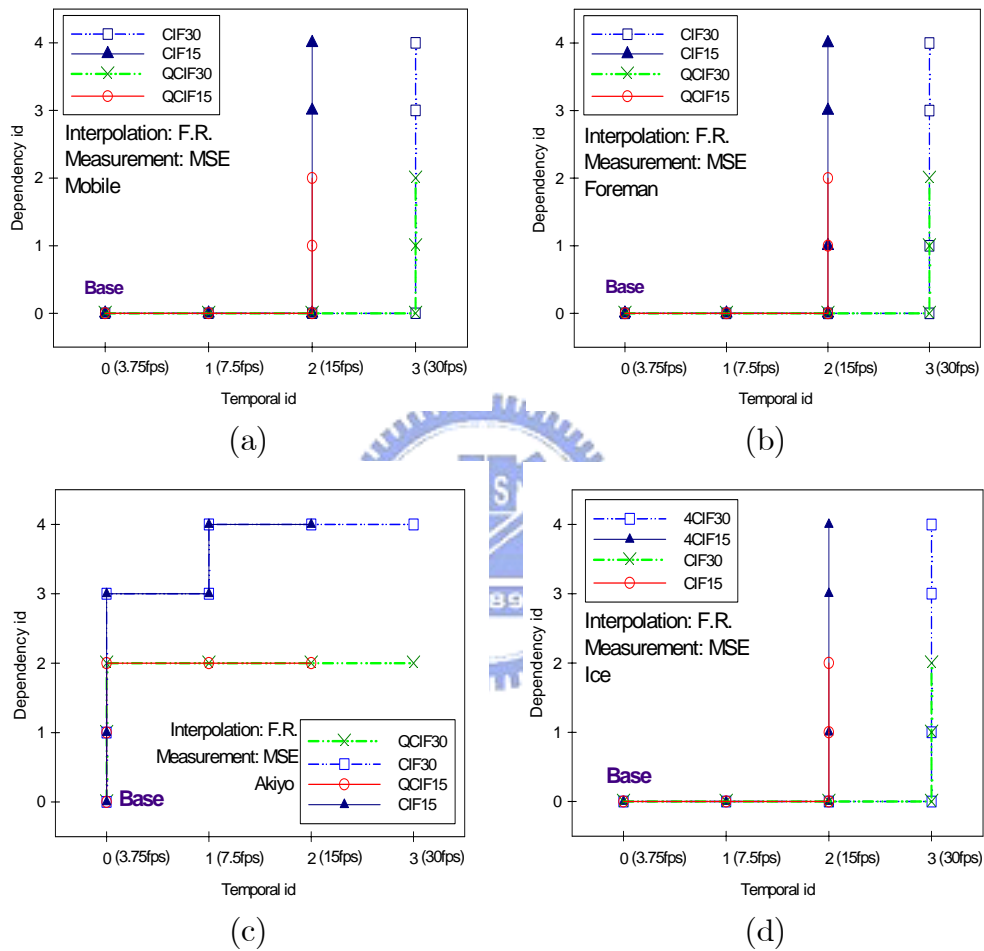 CIF30
CIF15
QCIF30
QCIF15
Interpolation: F.R.
Measurement: MSE
Mobile
Base
Dependency id
4
3
2
1
0
0 (3.75fps)
1 (7.5fps)
2 (15fps)
3 (30fps)
Temporal id
(a)
CIF30
CIF15
QCIF30
QCIF15
Interpolation: F.R.
Measurement: MSE
Foreman
Base
Dependency id
4
3
2
1
0
0 (3.75fps)
1 (7.5fps)
2 (15fps)
3 (30fps)
Temporal id
(b)
Dependency id
4
3
2
1
0
Interpolation: F.R.
Measurement: MSE
Akiyo
QCIF30
CIF30
QCIF15
CIF15
Base
0 (3.75fps)
1 (7.5fps)
2 (15fps)
3 (30fps)
Temporal id
(c)
4CIF30
4CIF15
CIF30
CIF15
Interpolation: F.R.
Measurement: MSE
Ice
Base
Dependency id
4
3
2
1
0
0 (3.75fps)
1 (7.5fps)
2 (15fps)
3 (30fps)
Temporal id
(d)
S
89